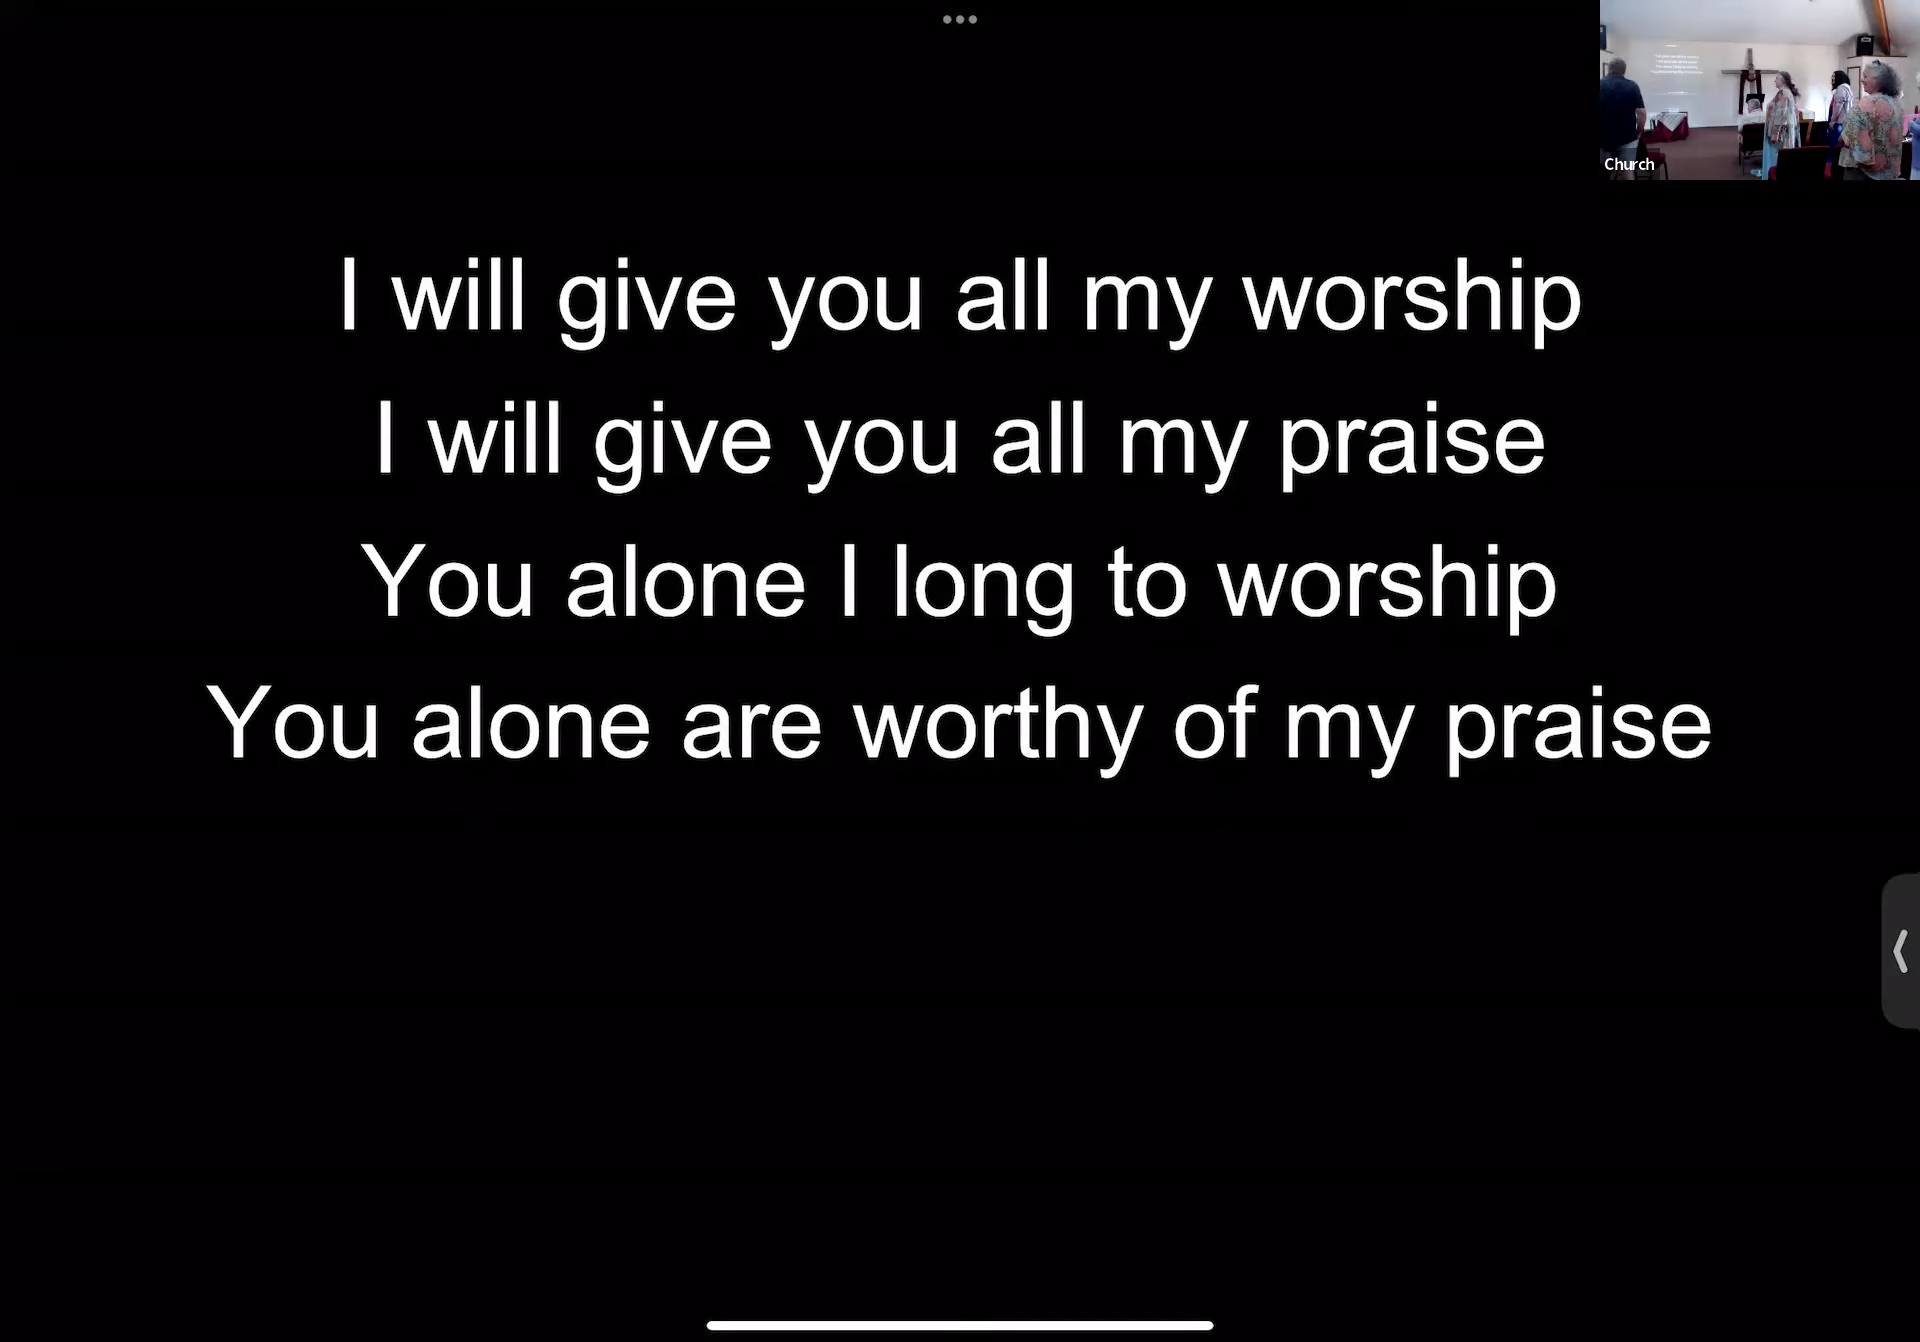 Church
I will give you all my worship
I will give you all my praise
You alone I long to worship
You alone are worthy of my praise